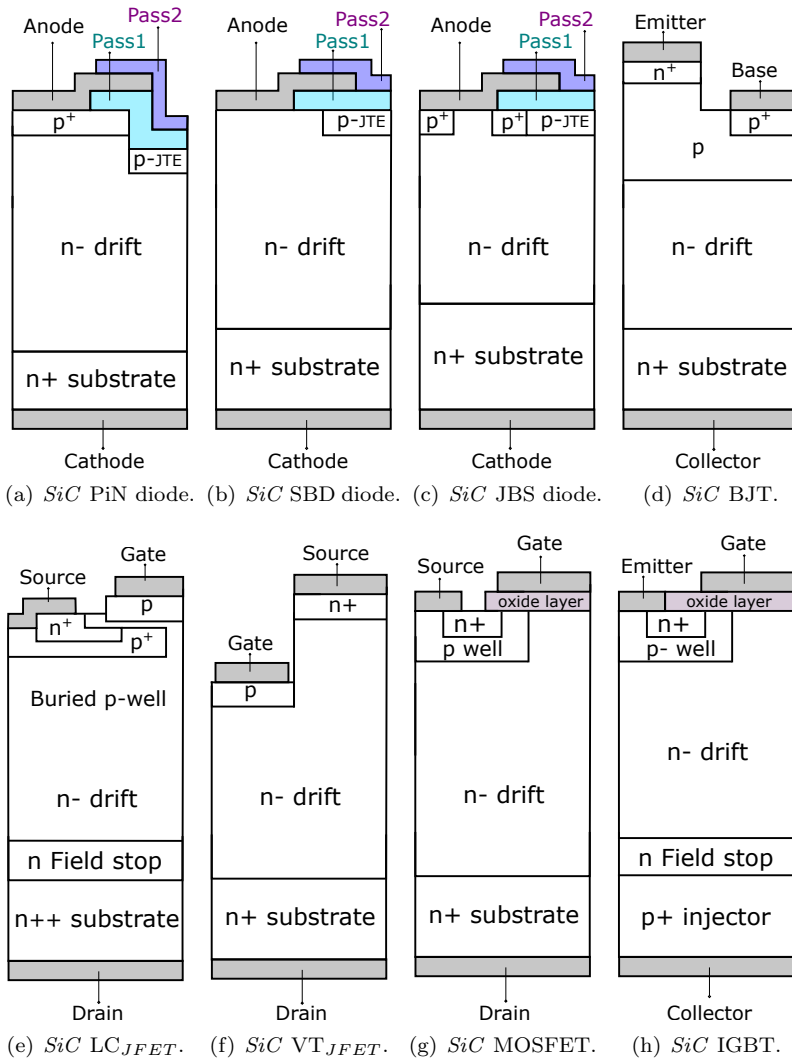 Anode
Pass1
Pass2
p+
p-JTE
n- drift
n+ substrate
Cathode
(a) SiC PiN diode.
Anode
Pass1
Pass2
p-JTE
n- drift
n+ substrate
Cathode
(b) SiC SBD diode.
Anode
Pass1
Pass2
p+
p+
p-JTE
n- drift
n+ substrate
Cathode
(c) SiC JBS diode.
Emitter
n+
Base
p+
p
n- drift
n+ substrate
Collector
(d) SiC BJT.
Gate
Source
p
n+
p+
Buried p-well
n- drift
n Field stop
n++ substrate
Drain
(e) SiC LC_JFET.
Source
n+
Gate
p
n- drift
n+ substrate
Drain
(f) SiC VT_JFET.
Gate
Source
oxide layer
n+
p well
n- drift
n+ substrate
Drain
(g) SiC MOSFET.
Gate
Emitter
oxide layer
n+
p- well
n- drift
n Field stop
p+ injector
Collector
(h) SiC IGBT.